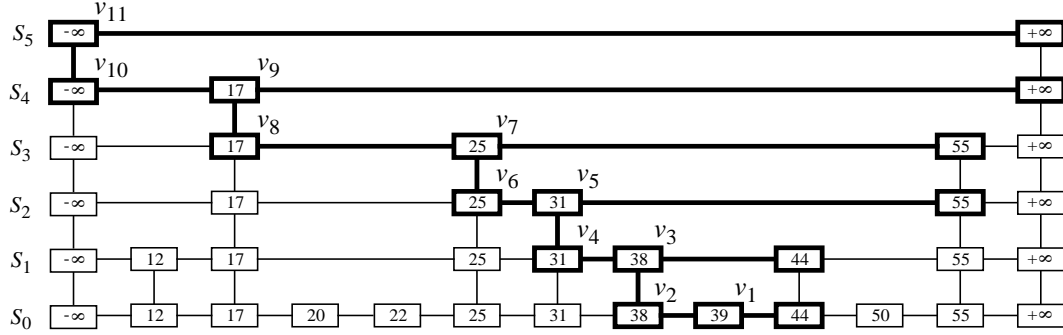 v11
S5 -∞ +∞
v10 v9
S4 -∞ 17 +∞
v8 v7
S3 -∞ 17 25 55 +∞
v6 v5
S2 -∞ 17 25 31 55 +∞
v4 v3
S1 -∞ 12 17 25 31 38 44 55 +∞
v2 v1
S0 -∞ 12 17 20 22 25 31 38 39 44 50 55 +∞